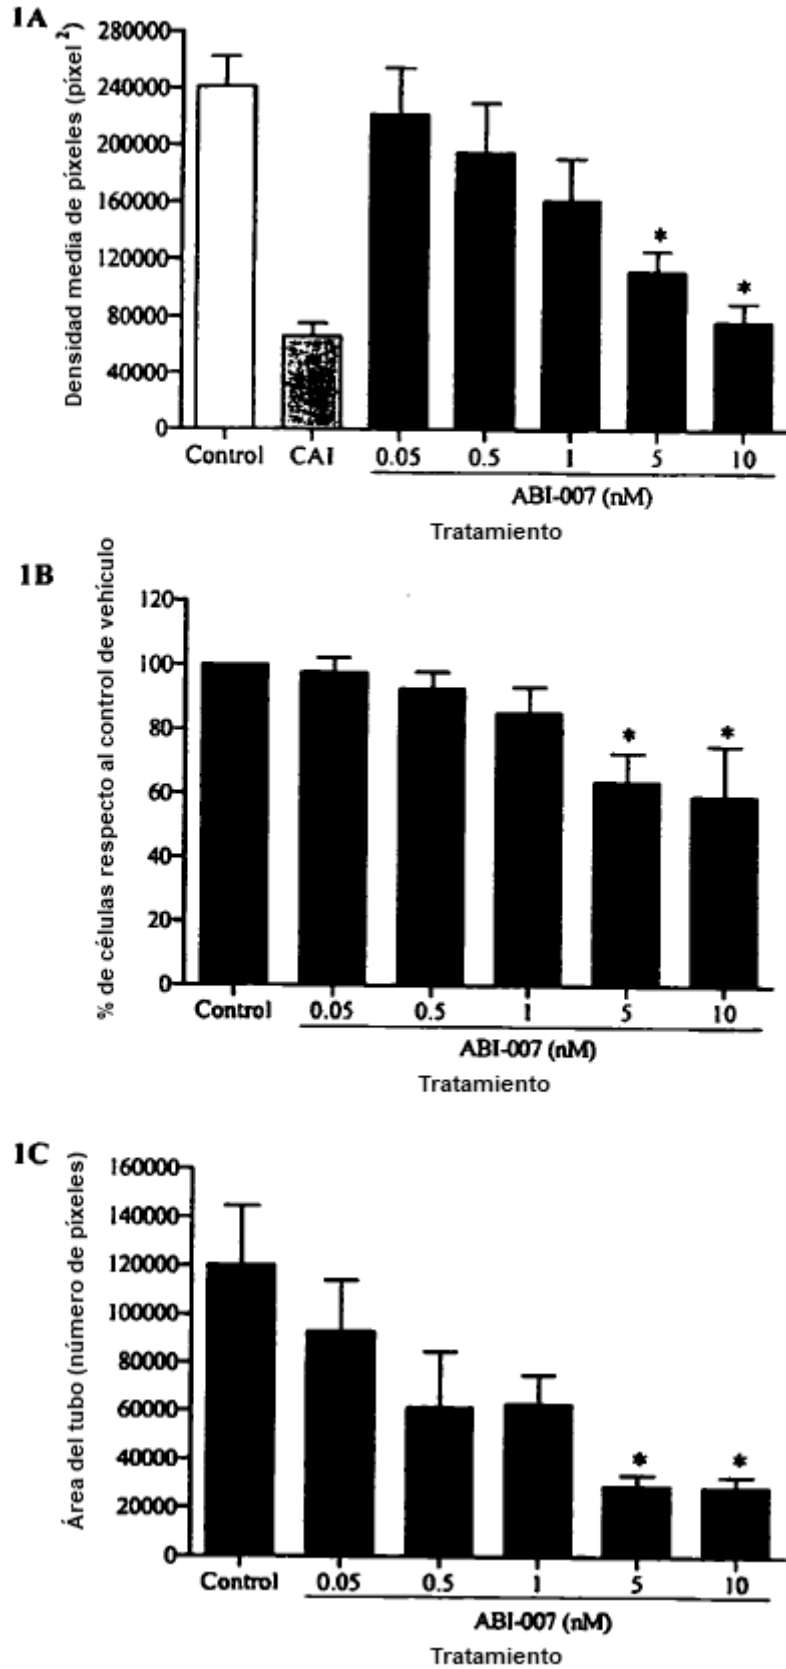 1A
Densidad media de píxeles (píxel ²)
280000
240000
200000
160000
120000
80000
40000
0
* *
Control CAI 0.05 0.5 1 5 10
ABI-007 (nM)
Tratamiento
1B
% de células respecto al control de vehículo
120
100
80
60
40
20
0
* *
Control 0.05 0.5 1 5 10
ABI-007 (nM)
Tratamiento
1C
Área del tubo (número de píxeles)
160000
140000
120000
100000
80000
60000
40000
20000
0
* *
Control 0.05 0.5 1 5 10
ABI-007 (nM)
Tratamiento